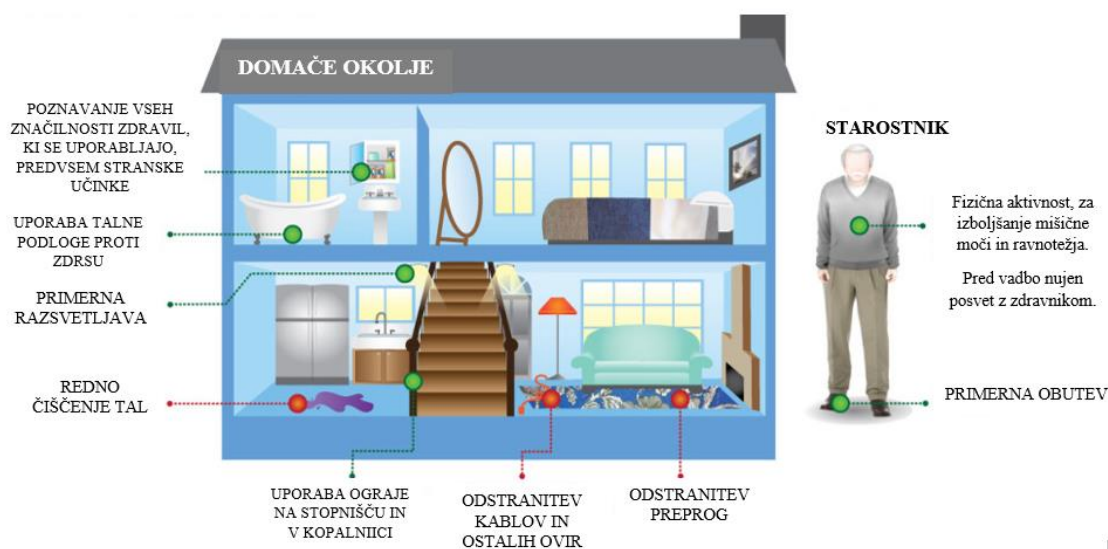 DOMAČE OKOLJE
POZNAVANJE VSEH
ZNAČILNOSTI ZDRAVIL,
KI SE UPORABLJAJO,
PREDVSEM STRANSKE
UČINKE
UPORABA TALNE
PODLOGE PROTI
ZDRSU
PRIMERNA
RAZSVETLJAVA
REDNO
ČIŠČENJE TAL
UPORABA OGRAJE
NA STOPNIŠČU IN
V KOPALNIICI
ODSTRANITEV
KABLOV IN
OSTALIH OVIR
ODSTRANITEV
PREPROG
STAROSTNIK
Fizična aktivnost, za
izboljšanje mišične
moči in ravnotežja.
Pred vadbo nujen
posvet z zdravnikom.
PRIMERNA OBUTEV